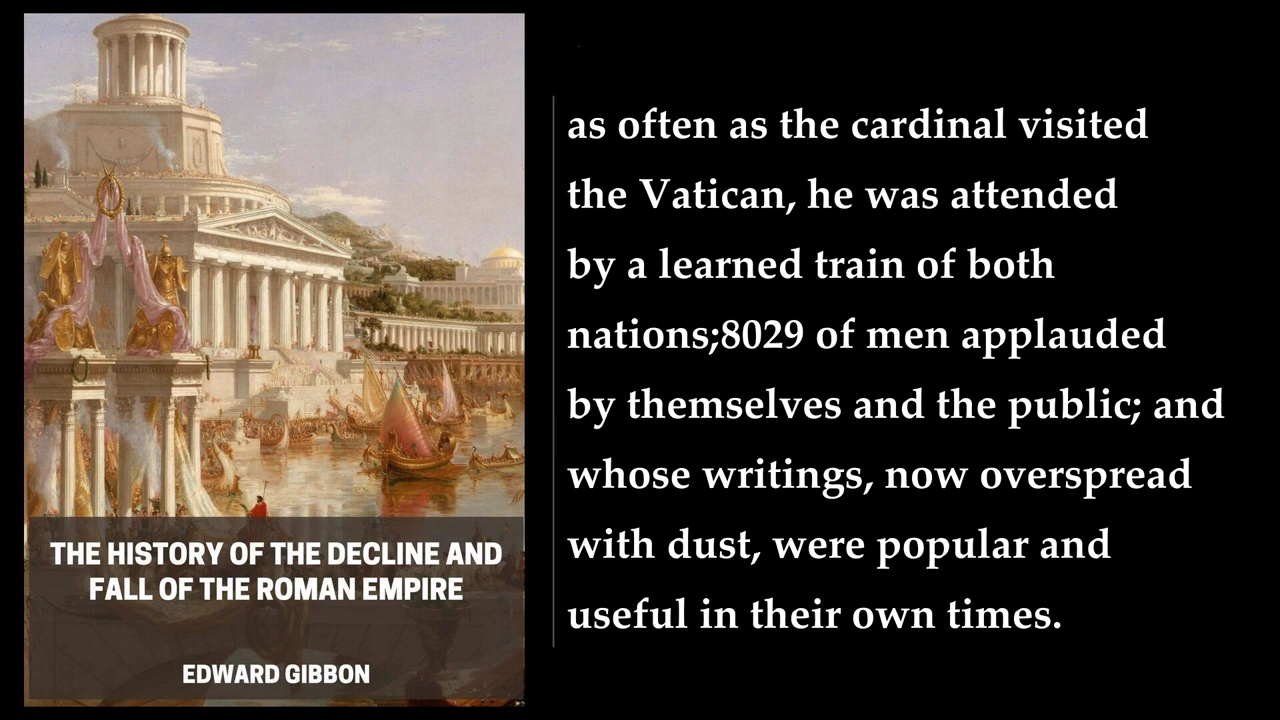 THE HISTORY OF THE DECLINE AND
FALL OF THE ROMAN EMPIRE
EDWARD GIBBON
as often as the cardinal visited
the Vatican, he was attended
by a learned train of both
nations;8029 of men applauded
by themselves and the public; and
whose writings, now overspread
with dust, were popular and
useful in their own times.